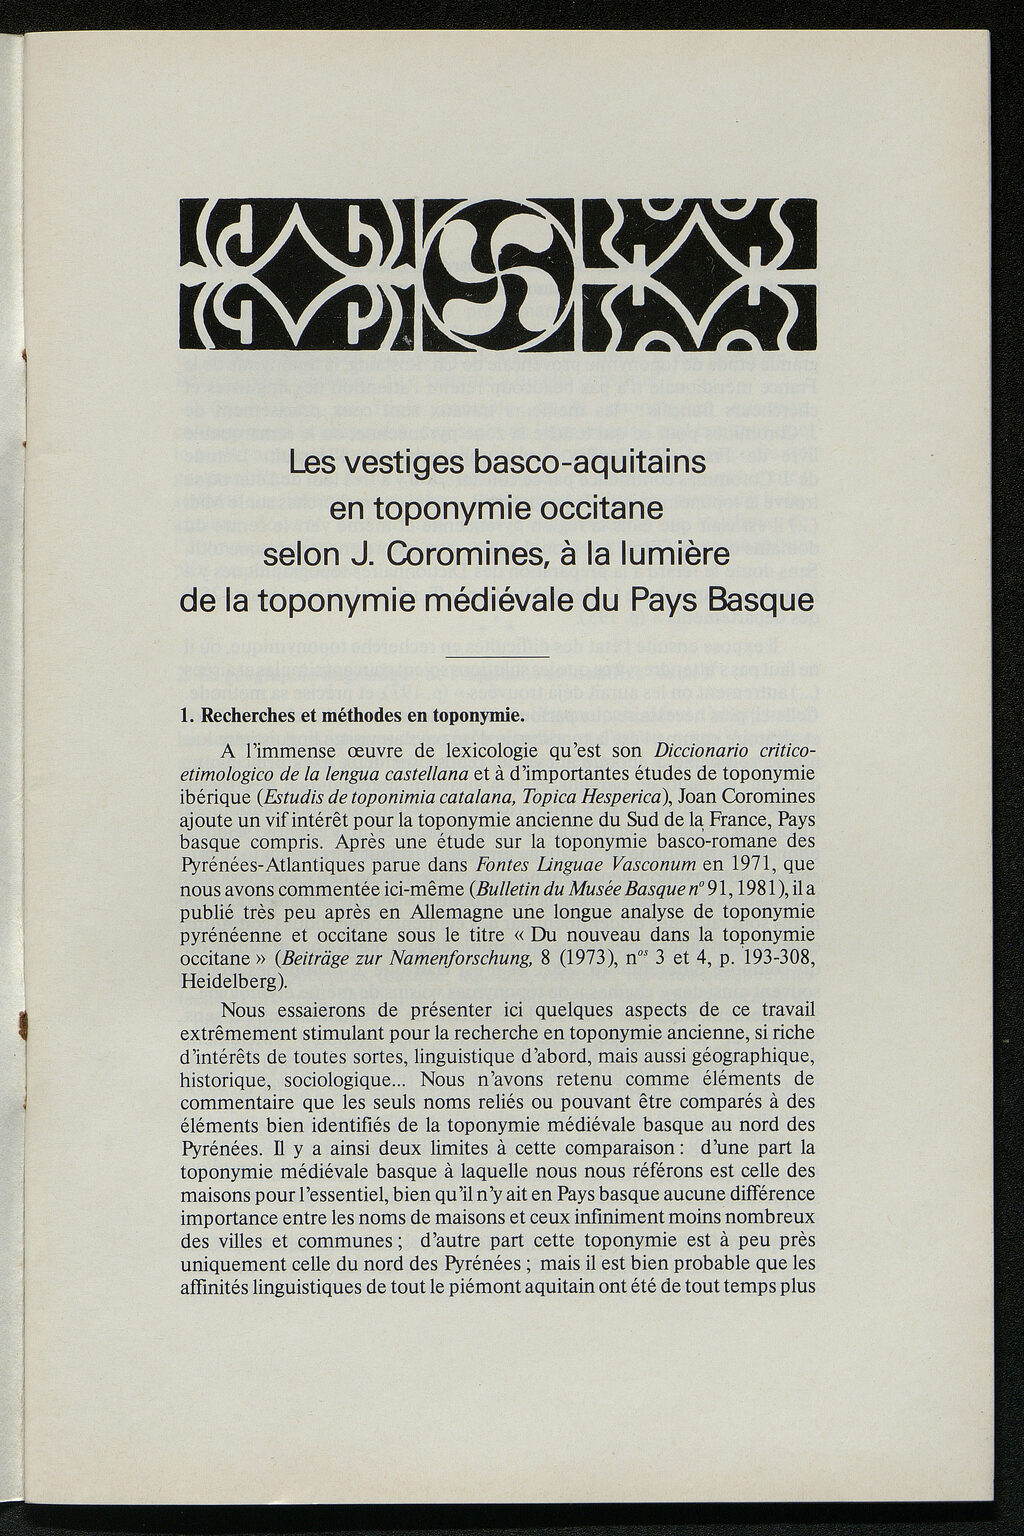 Les vestiges basco-aquitains
en toponymie occitane
selon J. Coromines, à la lumière
de la toponymie médiévale du Pays Basque
1. Recherches et méthodes en toponymie.
A l'immense œuvre de lexicologie qu'est son Diccionario critico-
etimologico de la lengua castellana et à d'importantes études de toponymie
ibérique (Estudis de toponimia catalana, Topica Hesperica), Joan Coromines
ajoute un vif intérêt pour la toponymie ancienne du Sud de la France, Pays
basque compris. Après une étude sur la toponymie basco-romane des
Pyrénées-Atlantiques parue dans Fontes Linguae Vasconum en 1971, que
nous avons commentée ici-même (Bulletin du Musée Basque nº 91, 1981), il a
publié très peu après en Allemagne une longue analyse de toponymie
pyrénéenne et occitane sous le titre « Du nouveau dans la toponymie
occitane » (Beiträge zur Namenforschung, 8 (1973), nos 3 et 4, p. 193-308,
Heidelberg).
Nous essaierons de présenter ici quelques aspects de ce travail
extrêmement stimulant pour la recherche en toponymie ancienne, si riche
d'intérêts de toutes sortes, linguistique d'abord, mais aussi géographique,
historique, sociologique... Nous n'avons retenu comme éléments de
commentaire que les seuls noms reliés ou pouvant être comparés à des
éléments bien identifiés de la toponymie médiévale basque au nord des
Pyrénées. Il y a ainsi deux limites à cette comparaison : d'une part la
toponymie médiévale basque à laquelle nous nous référons est celle des
maisons pour l'essentiel, bien qu'il n'y ait en Pays basque aucune différence
importance entre les noms de maisons et ceux infiniment moins nombreux
des villes et communes ; d'autre part cette toponymie est à peu près
uniquement celle du nord des Pyrénées ; mais il est bien probable que les
affinités linguistiques de tout le piémont aquitain ont été de tout temps plus